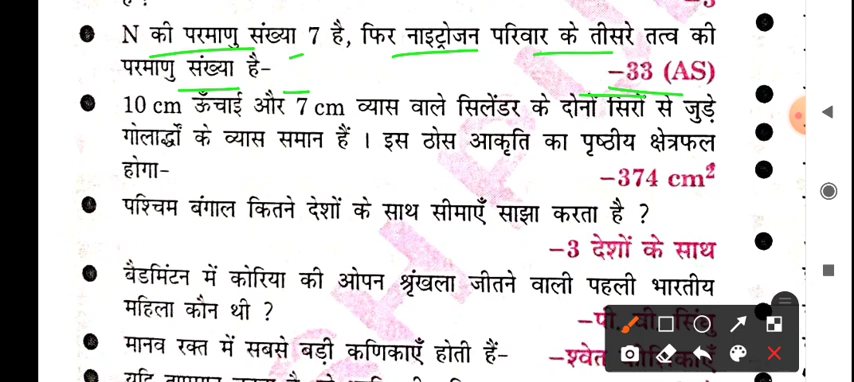 N की परमाणु संख्या 7 है, फिर नाइट्रोजन परिवार के तीसरे तत्व की
परमाणु संख्या है- –33 (AS)
10 cm ऊँचाई और 7 cm व्यास वाले सिलेंडर के दोनों सिरों से जुड़े
गोलार्द्धों के व्यास समान हैं । इस ठोस आकृति का पृष्ठीय क्षेत्रफल
होगा- –374 cm²
पश्चिम बंगाल कितने देशों के साथ सीमाएँ साझा करता है ?
–3 देशों के साथ
बैडमिंटन में कोरिया की ओपन श्रृंखला जीतने वाली पहली भारतीय
महिला कौन थी ?
मानव रक्त में सबसे बड़ी कणिकाएँ होती हैं- –श्वेत